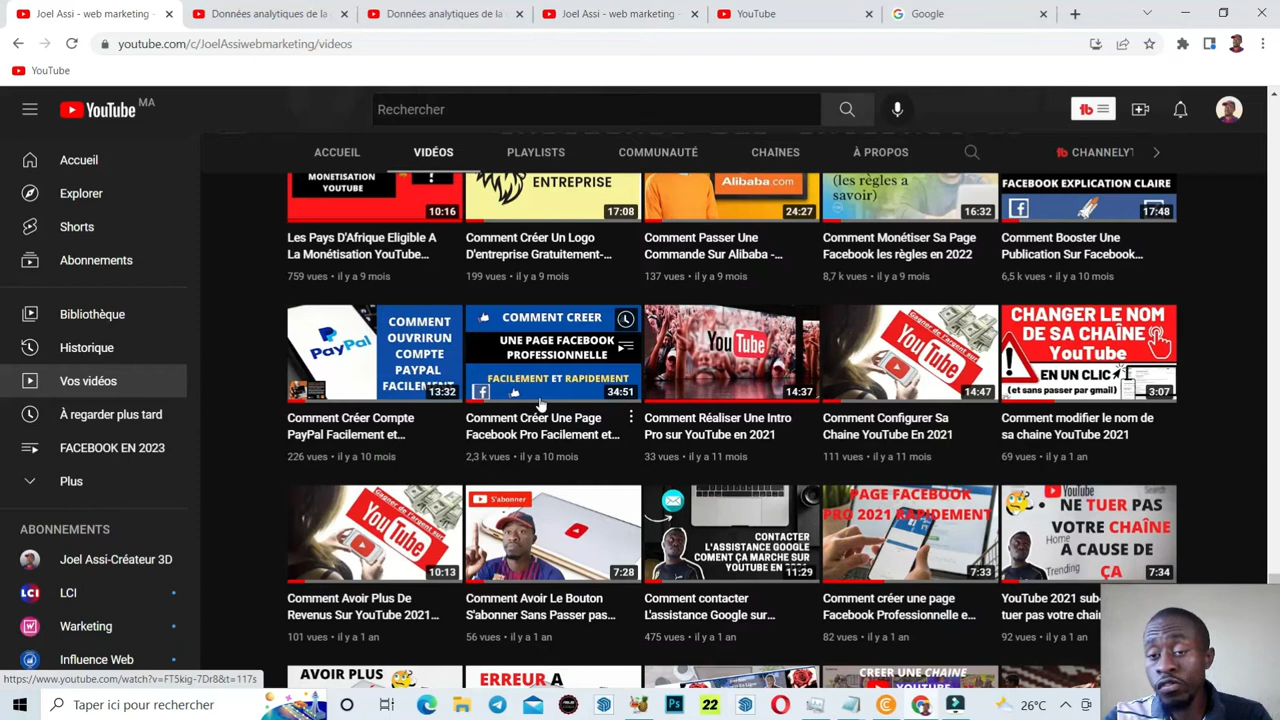 Joel Assi - web marketing -
Données analytiques de la
Données analytiques de la
Joel Assi - web marketing -
YouTube
Google
youtube.com/c/JoelAssiwebmarketing/videos
YouTube
YouTube MA
Rechercher
Accueil
Explorer
Shorts
Abonnements
Bibliothèque
Historique
Vos vidéos
À regarder plus tard
FACEBOOK EN 2023
Plus
ABONNEMENTS
Joel Assi-Créateur 3D
LCI
Warketing
Influence Web
ACCUEIL
VIDÉOS
PLAYLISTS
COMMUNAUTÉ
CHAÎNES
À PROPOS
CHANNELYT
MONETISATION
YOUTUBE
10:16
ENTREPRISE
17:08
Alibaba.com
24:27
(les règles a
savoir)
16:32
FACEBOOK EXPLICATION CLAIRE
17:48
Les Pays D'Afrique Eligible A
La Monétisation YouTube...
759 vues • il y a 9 mois
Comment Créer Un Logo
D'entreprise Gratuitement-...
199 vues • il y a 9 mois
Comment Passer Une
Commande Sur Alibaba -...
137 vues • il y a 9 mois
Comment Monétiser Sa Page
Facebook les règles en 2022
8,7 k vues • il y a 9 mois
Comment Booster Une
Publication Sur Facebook...
6,5 k vues • il y a 10 mois
PayPal
COMMENT
OUVRIRUN
COMPTE
PAYPAL
FACILEMENT
13:32
COMMENT CREER
UNE PAGE FACEBOOK
PROFESSIONNELLE
FACILEMENT ET RAPIDEMENT
34:51
YouTube
14:37
Gagner de l'argent sur
YouTube
14:47
CHANGER LE NOM
DE SA CHAÎNE
YouTube
EN UN CLIC
(et sans passer par gmail)
3:07
Comment Créer Compte
PayPal Facilement et...
226 vues • il y a 10 mois
Comment Créer Une Page
Facebook Pro Facilement et...
2,3 k vues • il y a 10 mois
Comment Réaliser Une Intro
Pro sur YouTube en 2021
33 vues • il y a 11 mois
Comment Configurer Sa
Chaine YouTube En 2021
111 vues • il y a 11 mois
Comment modifier le nom de
sa chaine YouTube 2021
69 vues • il y a 1 an
Gagner de l'argent sur
YouTube
10:13
S'abonner
7:28
CONTACTER
L'ASSISTANCE GOOGLE
COMENT ÇA MARCHE SUR
YOUTUBE EN
11:29
PAGE FACEBOOK
PRO 2021 RAPIDEMENT
7:33
YouTube
Home
Trending
NE TUER PAS
VOTRE CHAÎNE
A CAUSE DE
ÇA
7:34
Comment Avoir Plus De
Revenus Sur YouTube 2021...
101 vues • il y a 1 an
Comment Avoir Le Bouton
S'abonner Sans Passer pas...
56 vues • il y a 1 an
Comment contacter
L'assistance Google sur...
475 vues • il y a 1 an
Comment créer une page
Facebook Professionnelle e...
82 vues • il y a 1 an
YouTube 2021 sub
tuer pas votre chai
92 vues • il y a 1 an
AVOIR PLUS
ERREUR A
CREER UNE CHAINE
YOUTUBE
Taper ici pour rechercher
22
26°C